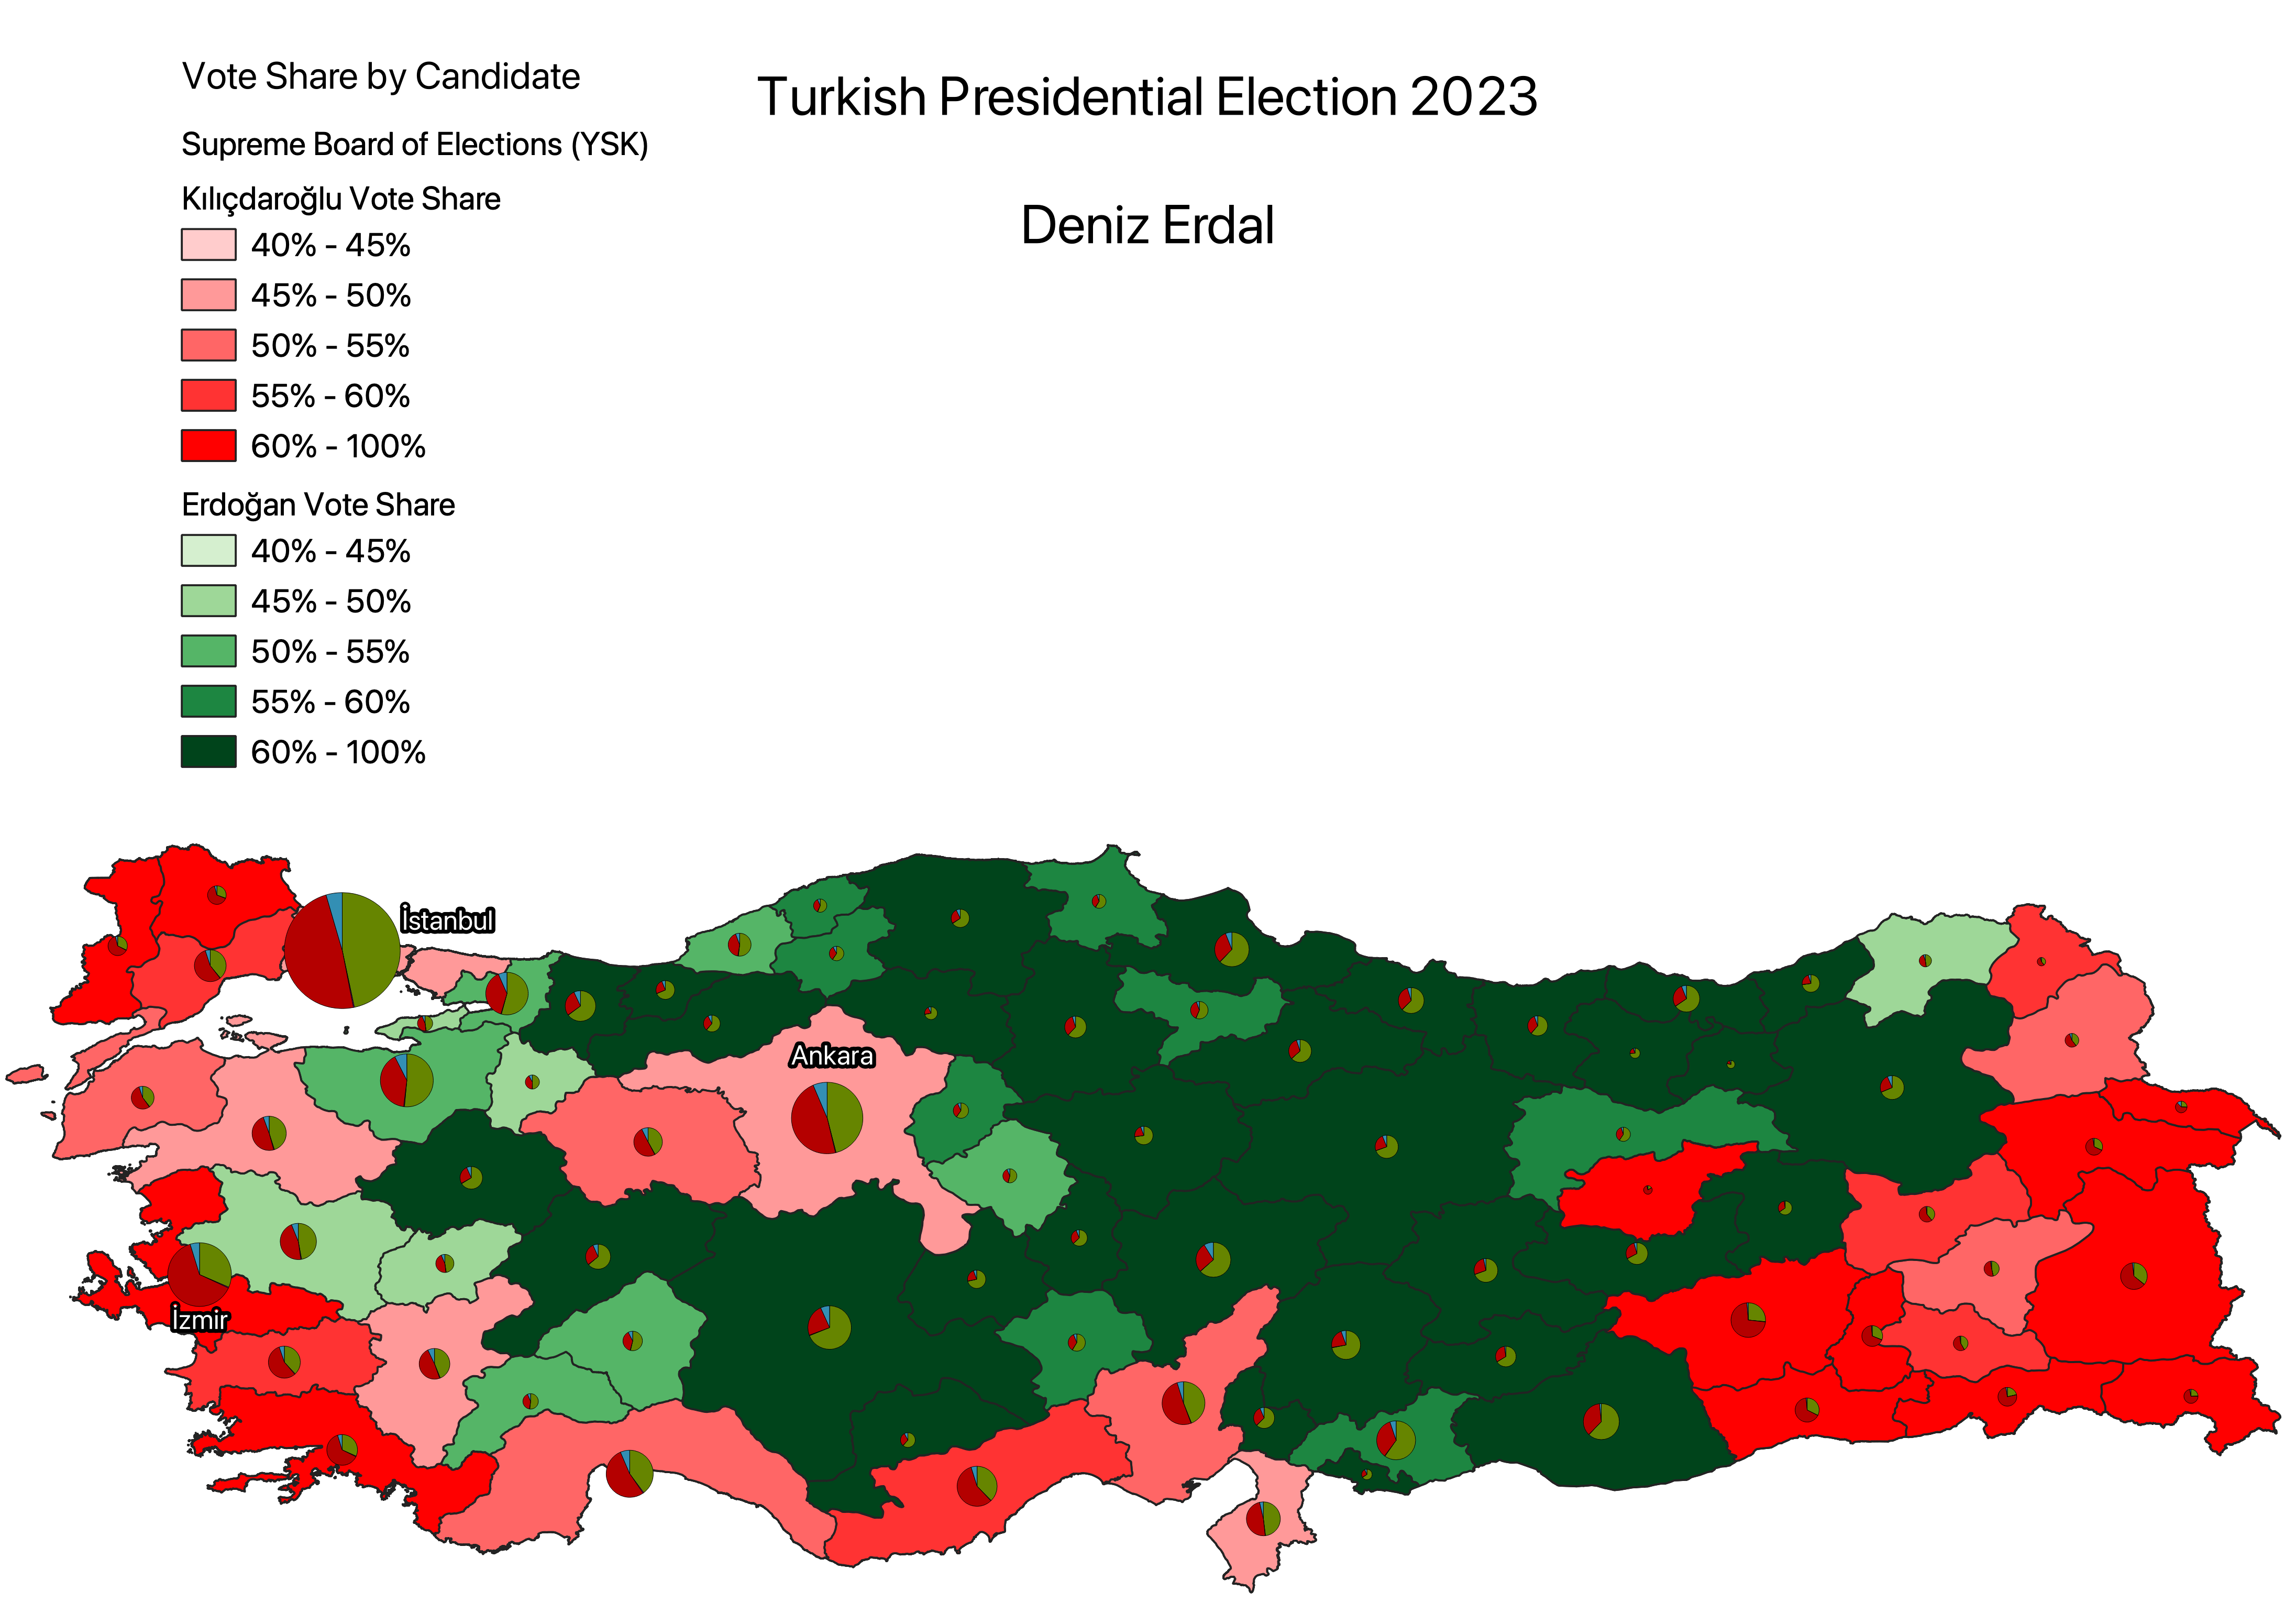 Vote Share by Candidate
Turkish Presidential Election 2023
Supreme Board of Elections (YSK)
Kılıçdaroğlu Vote Share
Deniz Erdal
40% - 45%
45% - 50%
50% - 55%
55% - 60%
60% - 100%
Erdoğan Vote Share
40% - 45%
45% - 50%
50% - 55%
55% - 60%
60% - 100%
İstanbul
Ankara
İzmir